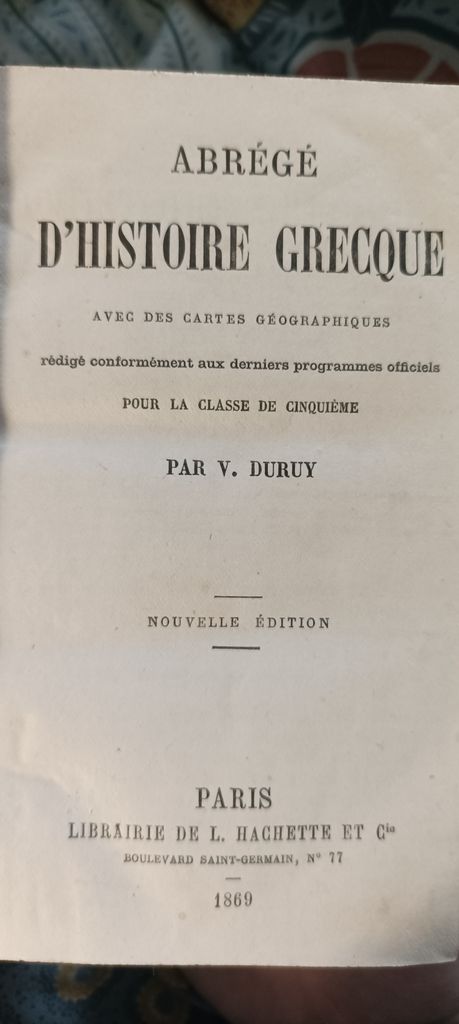 ABRÉGÉ
D'HISTOIRE GRECQUE
AVEC DES CARTES GÉOGRAPHIQUES
rédigé conformément aux derniers programmes officiels
POUR LA CLASSE DE CINQUIÈME
PAR V. DURUY
NOUVELLE ÉDITION
PARIS
LIBRAIRIE DE L. HACHETTE ET Cie
BOULEVARD SAINT-GERMAIN, N° 77
1869